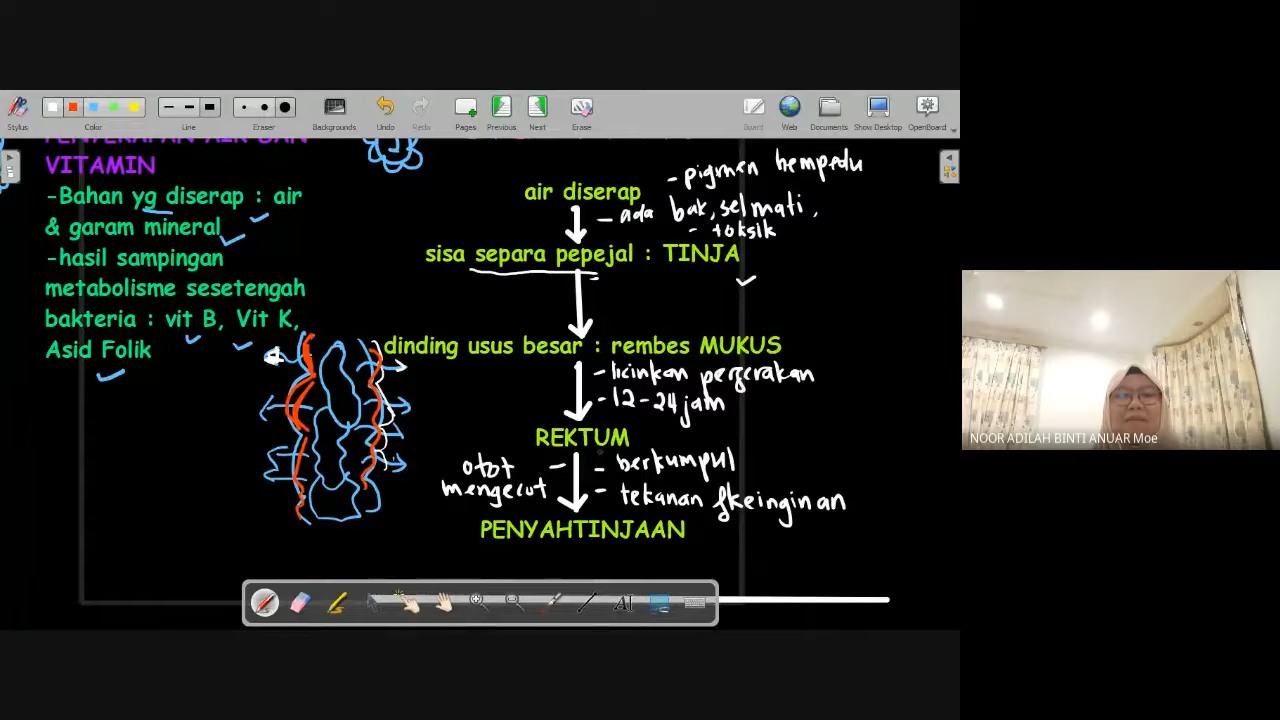 Stylus
Color
Line
Eraser
Backgrounds
Undo
Redo
Pages
Previous
Next
Erase
Board
Web
Documents
Show Desktop
OpenBoard
PENYERAPAN AIR DAN
VITAMIN
-Bahan yg diserap : air
& garam mineral
-hasil sampingan
metabolisme sesetengah
bakteria : vit B, Vit K,
Asid Folik
air diserap
- pigmen hempedu
- ada bak, sel mati,
- toksik
sisa separa pepejal : TINJA
dinding usus besar : rembes MUKUS
- licinkan pergerakan
- 12-24 jam
REKTUM
otot
mengecut
- berkumpul
- tekanan & keinginan
PENYAHTINJAAN
NOOR ADILAH BINTI ANUAR Moe